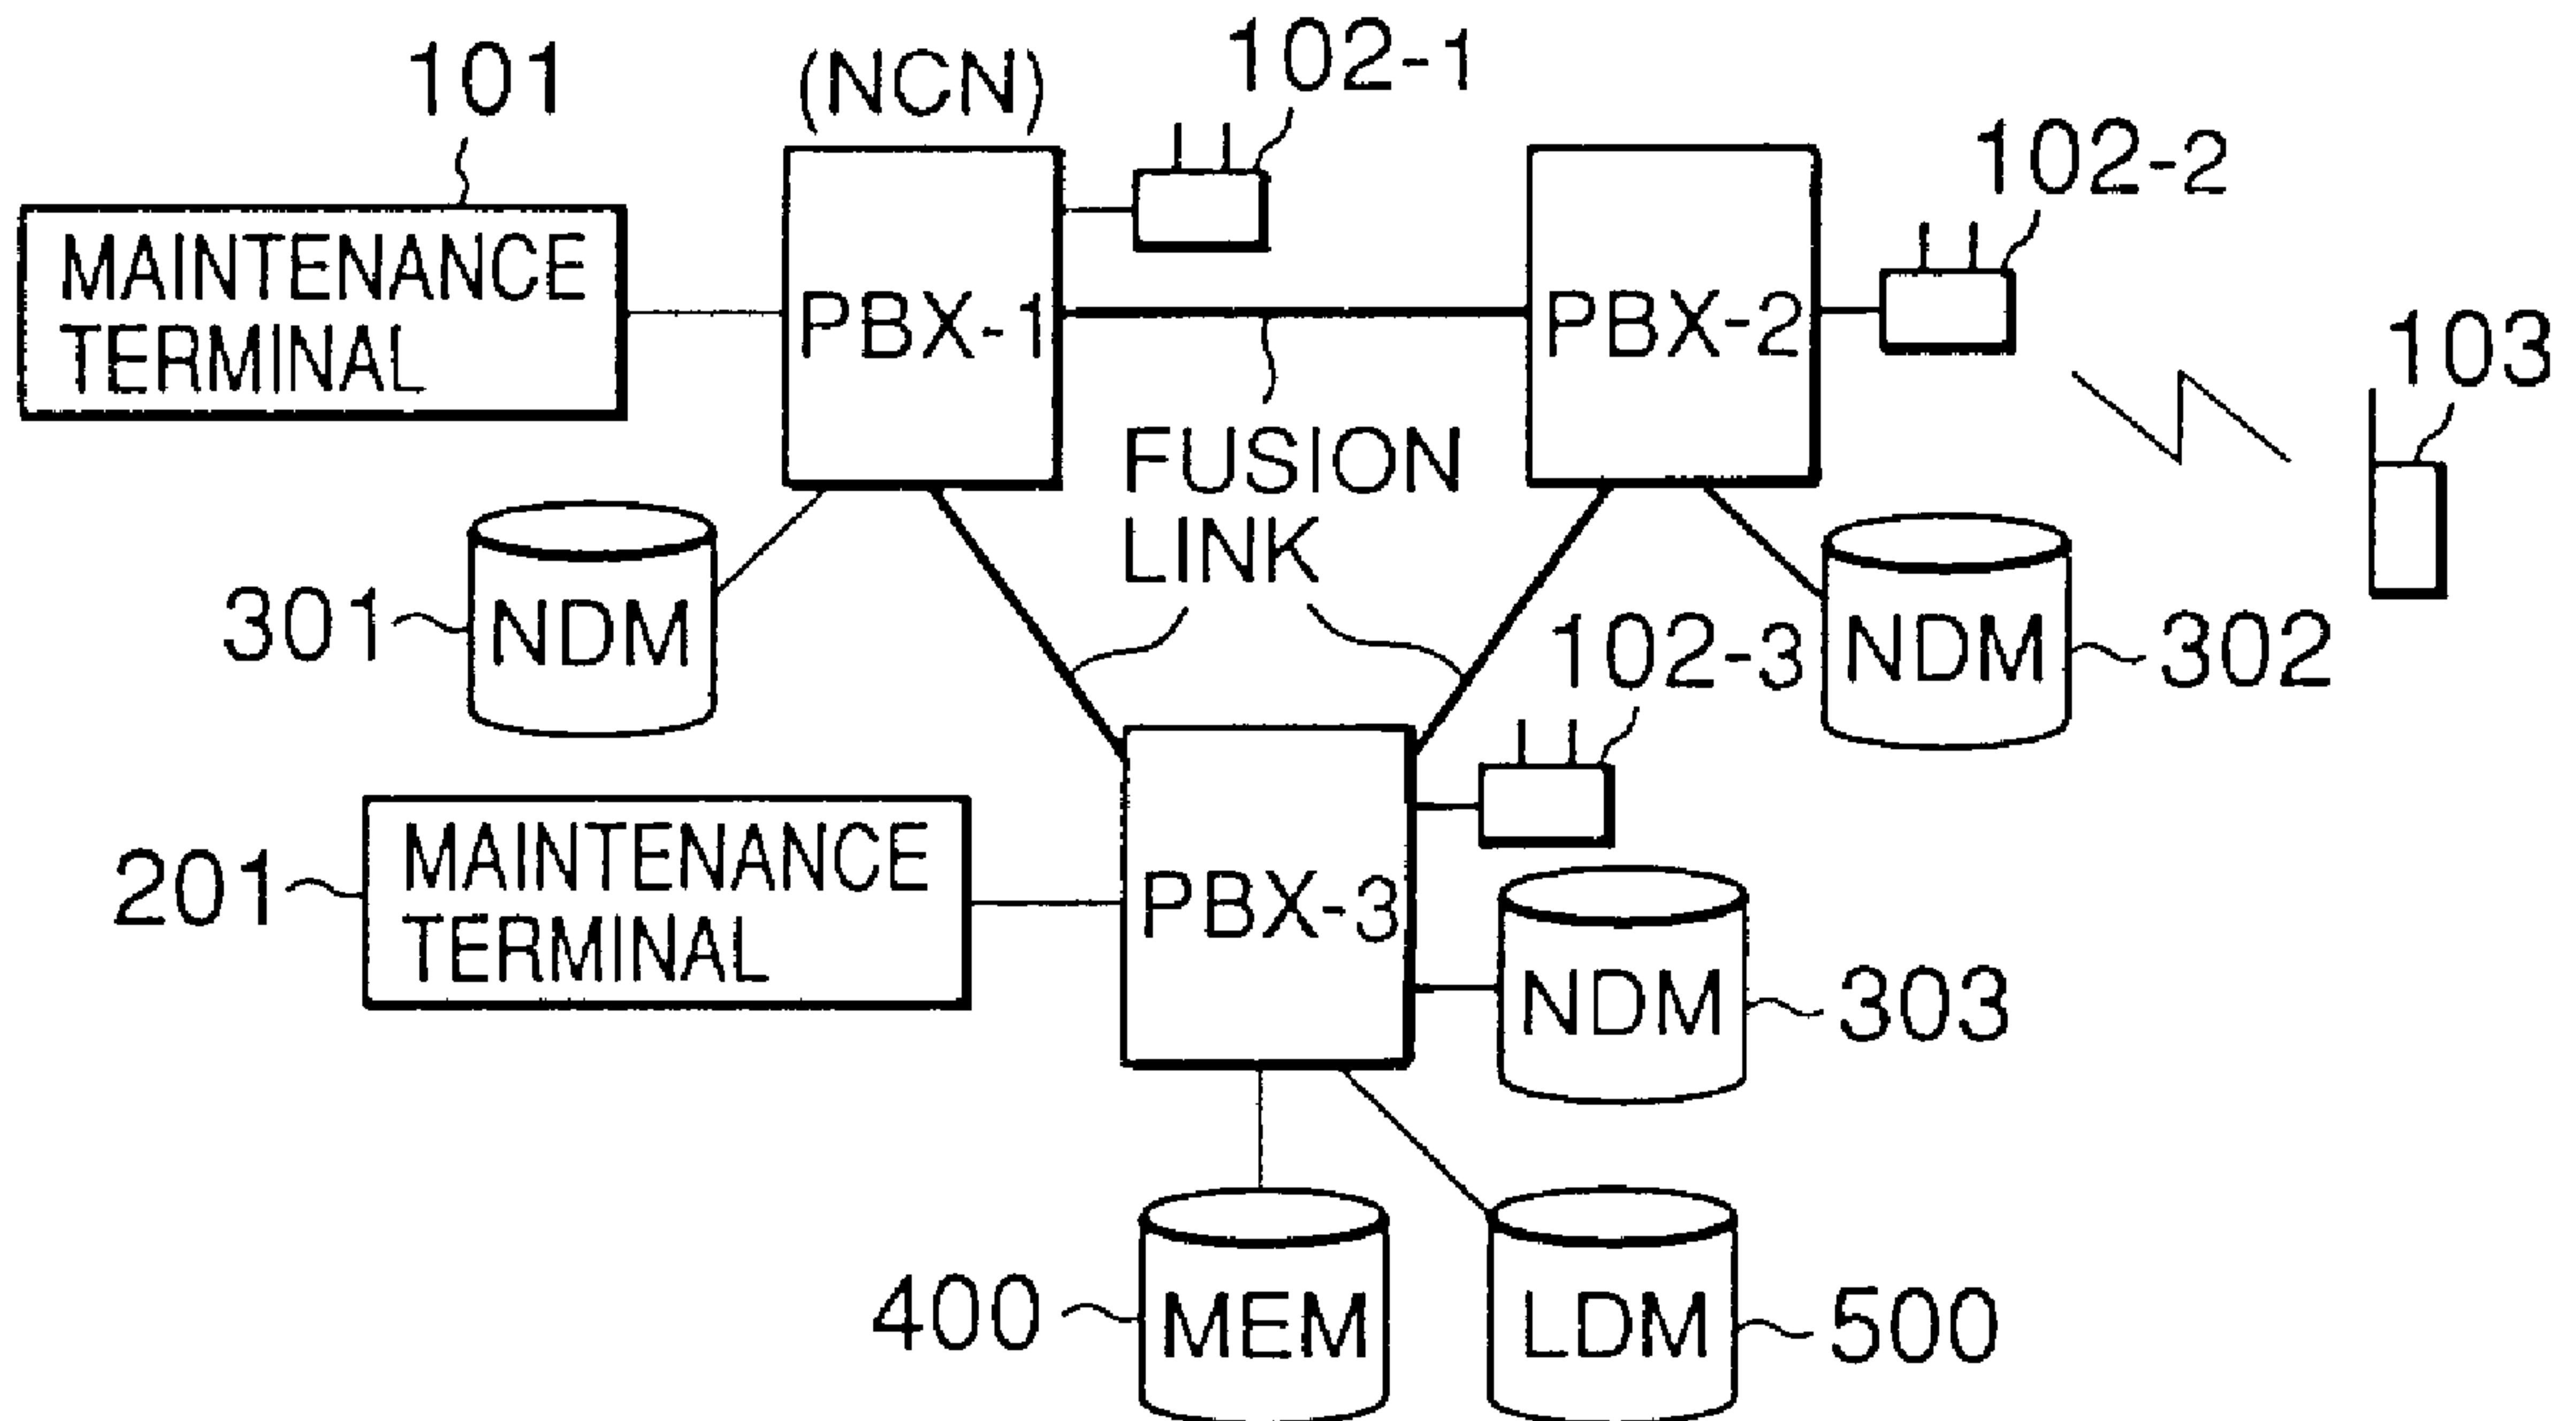 101
(NCN)
102-1
102-2
MAINTENANCE
TERMINAL
PBX-1
PBX-2
103
FUSION
LINK
301
NDM
102-3
NDM
302
201
MAINTENANCE
TERMINAL
PBX-3
NDM
303
400
MEM
LDM
500